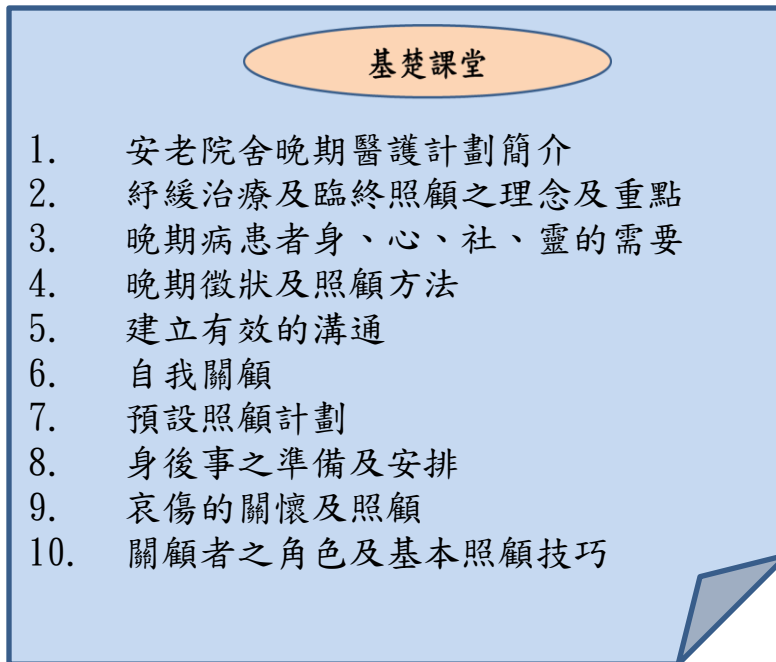 基楚課堂
1. 安老院舍晚期醫護計劃簡介
2. 紓緩治療及臨終照顧之理念及重點
3. 晚期病患者身、心、社、靈的需要
4. 晚期徵狀及照顧方法
5. 建立有效的溝通
6. 自我關顧
7. 預設照顧計劃
8. 身後事之準備及安排
9. 哀傷的關懷及照顧
10. 關顧者之角色及基本照顧技巧